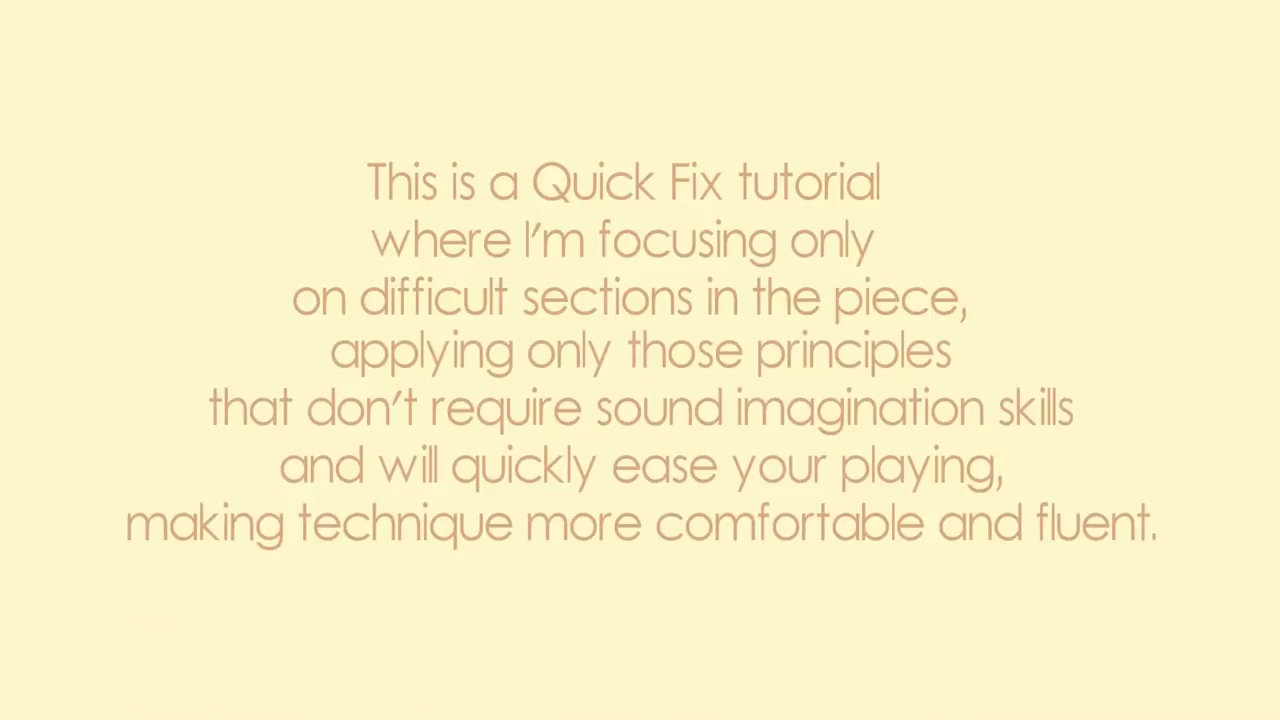 This is a Quick Fix tutorial
where I'm focusing only
on difficult sections in the piece,
applying only those principles
that don't require sound imagination skills
and will quickly ease your playing,
making technique more comfortable and fluent.